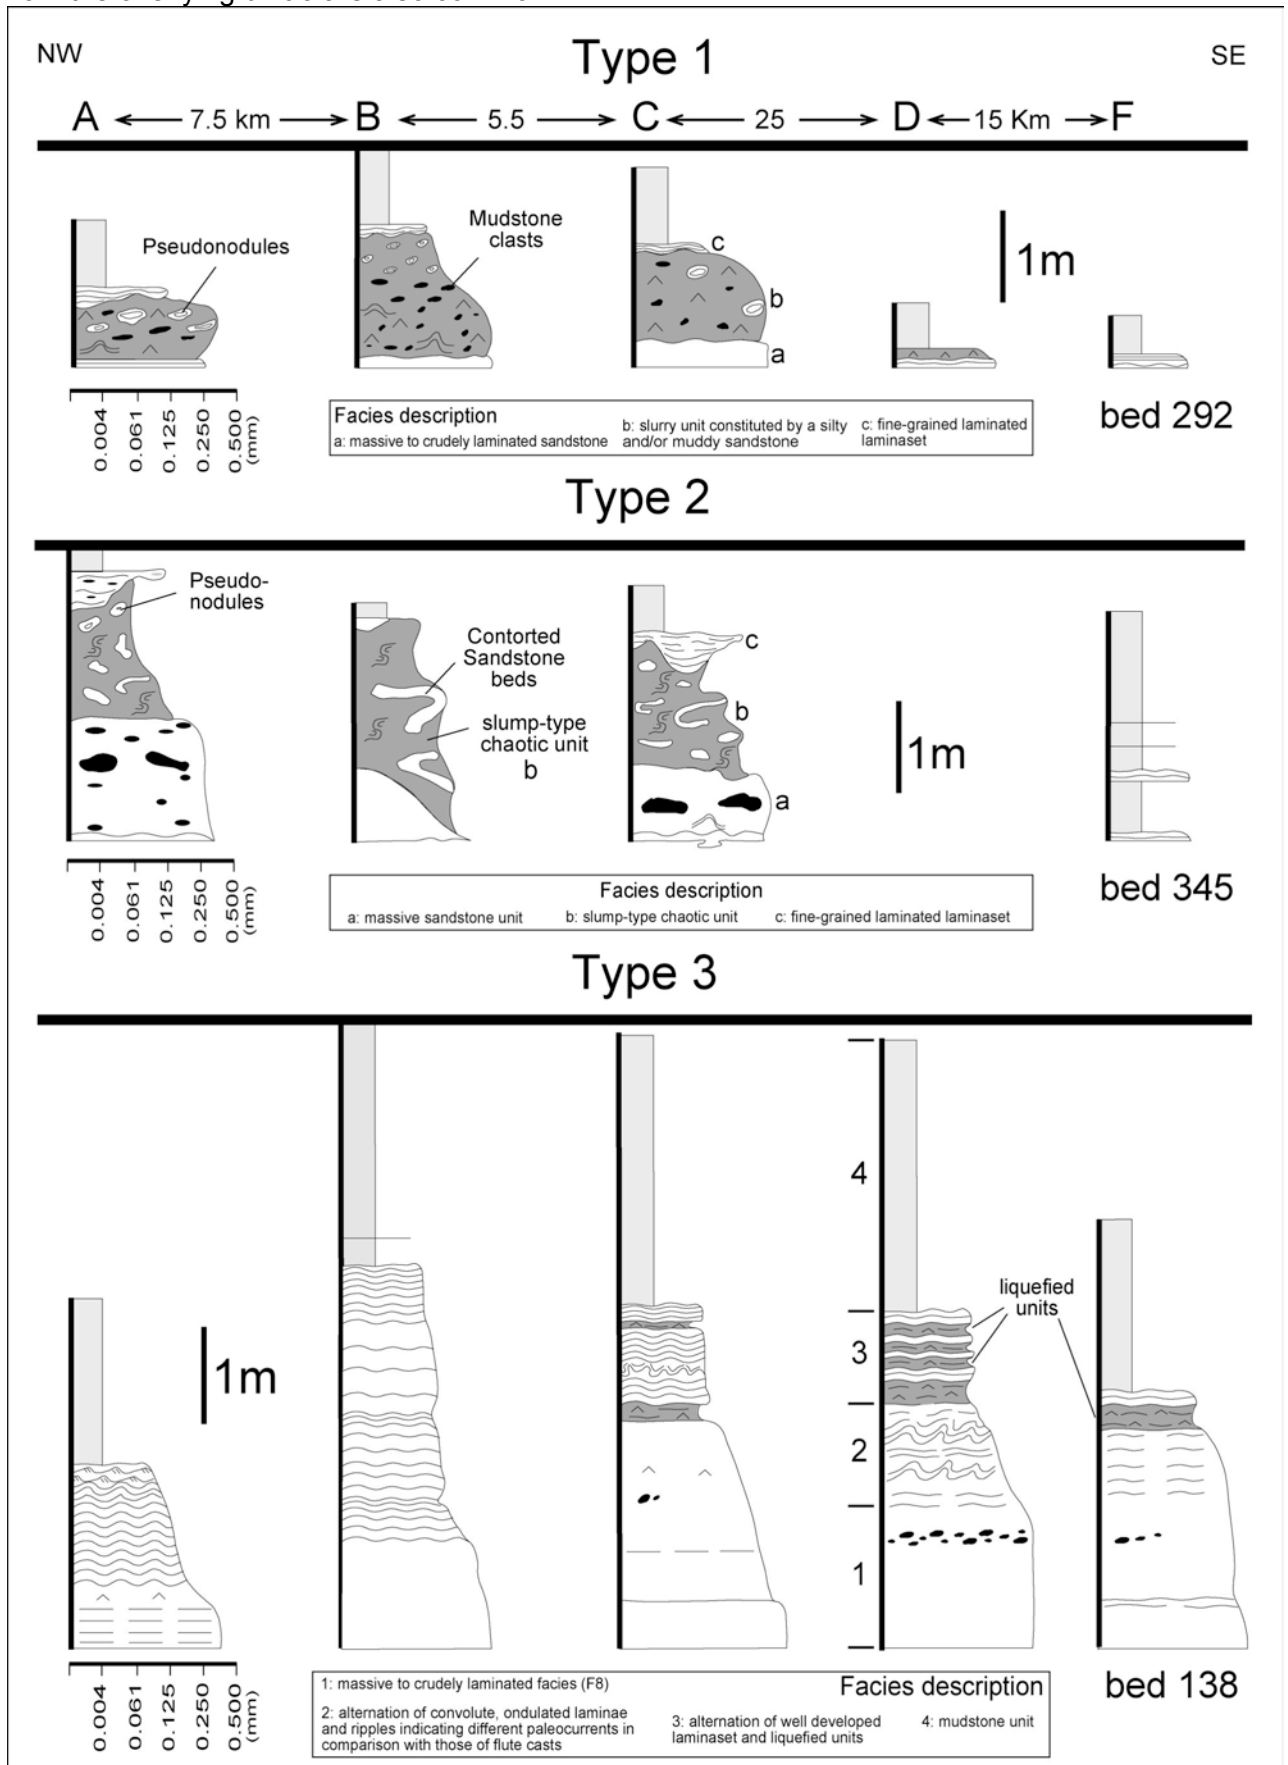 NW
Type 1
SE
A 7.5 km B 5.5 C 25 D 15 Km F
Pseudonodules
Mudstone
clasts
c
b
a
1m
0.004
0.061
0.125
0.250
0.500
(mm)
Facies description
a: massive to crudely laminated sandstone
b: slurry unit constituted by a silty
and/or muddy sandstone
c: fine-grained laminated
laminaset
bed 292
Type 2
Pseudo-
nodules
Contorted
Sandstone
beds
slump-type
chaotic unit
b
c
b
a
1m
0.004
0.061
0.125
0.250
0.500
(mm)
Facies description
a: massive sandstone unit
b: slump-type chaotic unit
c: fine-grained laminated laminaset
bed 345
Type 3
1m
4
3
2
1
liquefied
units
0.004
0.061
0.125
0.250
0.500
(mm)
1: massive to crudely laminated facies (F8)
2: alternation of convolute, ondulated laminae
and ripples indicating different paleocurrents in
comparison with those of flute casts
Facies description
3: alternation of well developed
laminaset and liquefied units
4: mudstone unit
bed 138